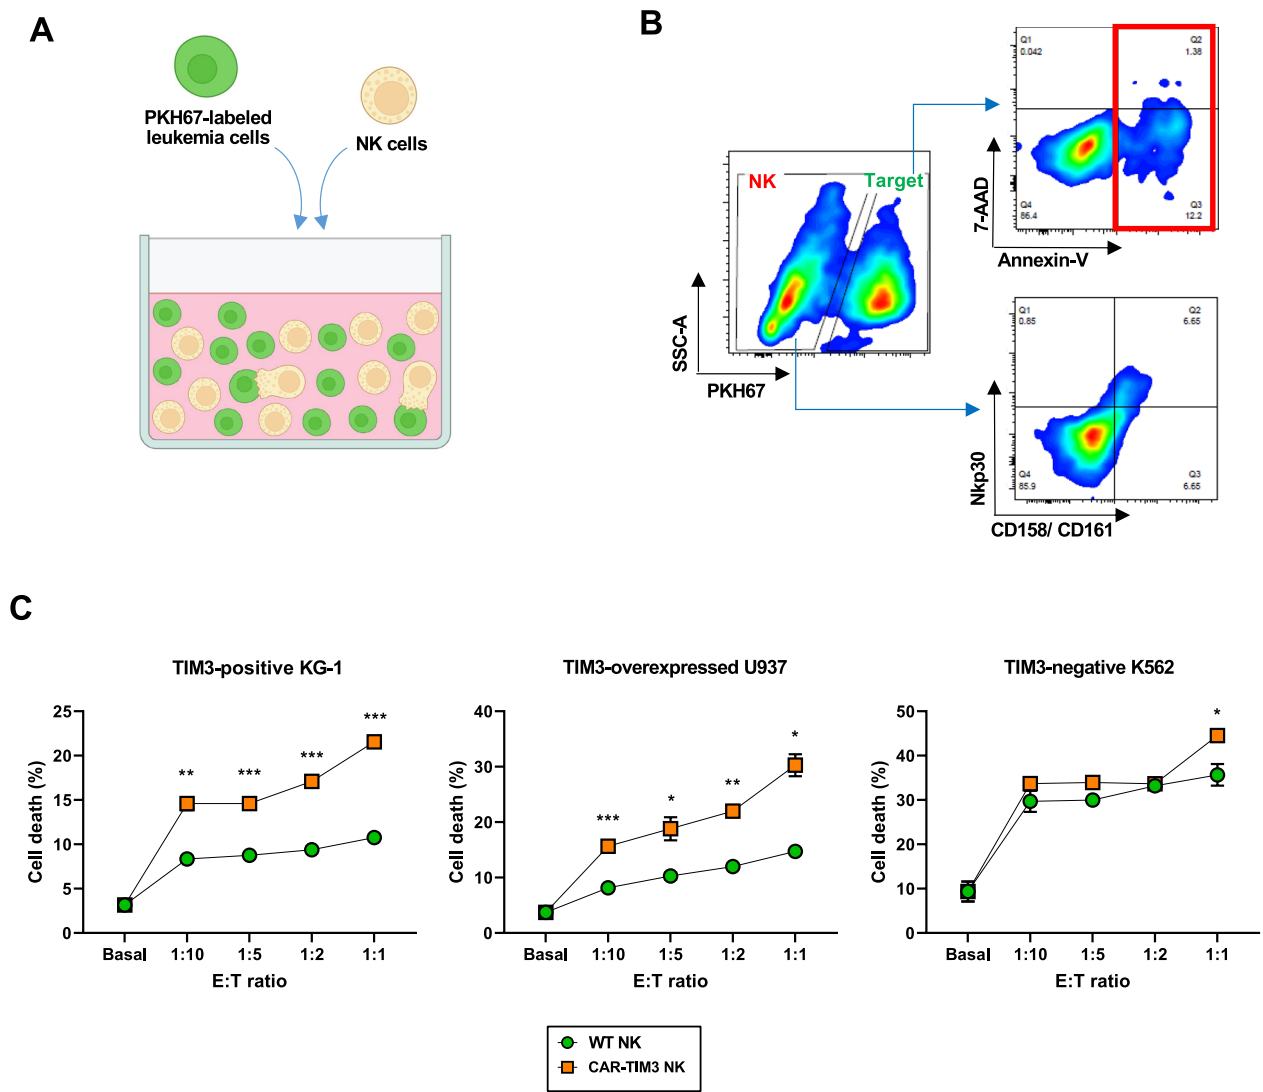 A
PKH67-labeled
leukemia cells
NK cells
B
NK
Target
SSC-A
PKH67
Q1
0.042
Q2
1.38
Q4
86.4
Q3
12.2
7-AAD
Annexin-V
Q1
0.85
Q2
6.65
Q4
85.9
Q3
6.65
Nkp30
CD158/ CD161
C
TIM3-positive KG-1
Cell death (%)
25
20
15
10
5
0
**
***
***
***
Basal
1:10
1:5
1:2
1:1
E:T ratio
TIM3-overexpressed U937
Cell death (%)
40
30
20
10
0
***
*
**
*
Basal
1:10
1:5
1:2
1:1
E:T ratio
TIM3-negative K562
Cell death (%)
50
40
30
20
10
0
*
Basal
1:10
1:5
1:2
1:1
E:T ratio
WT NK
CAR-TIM3 NK